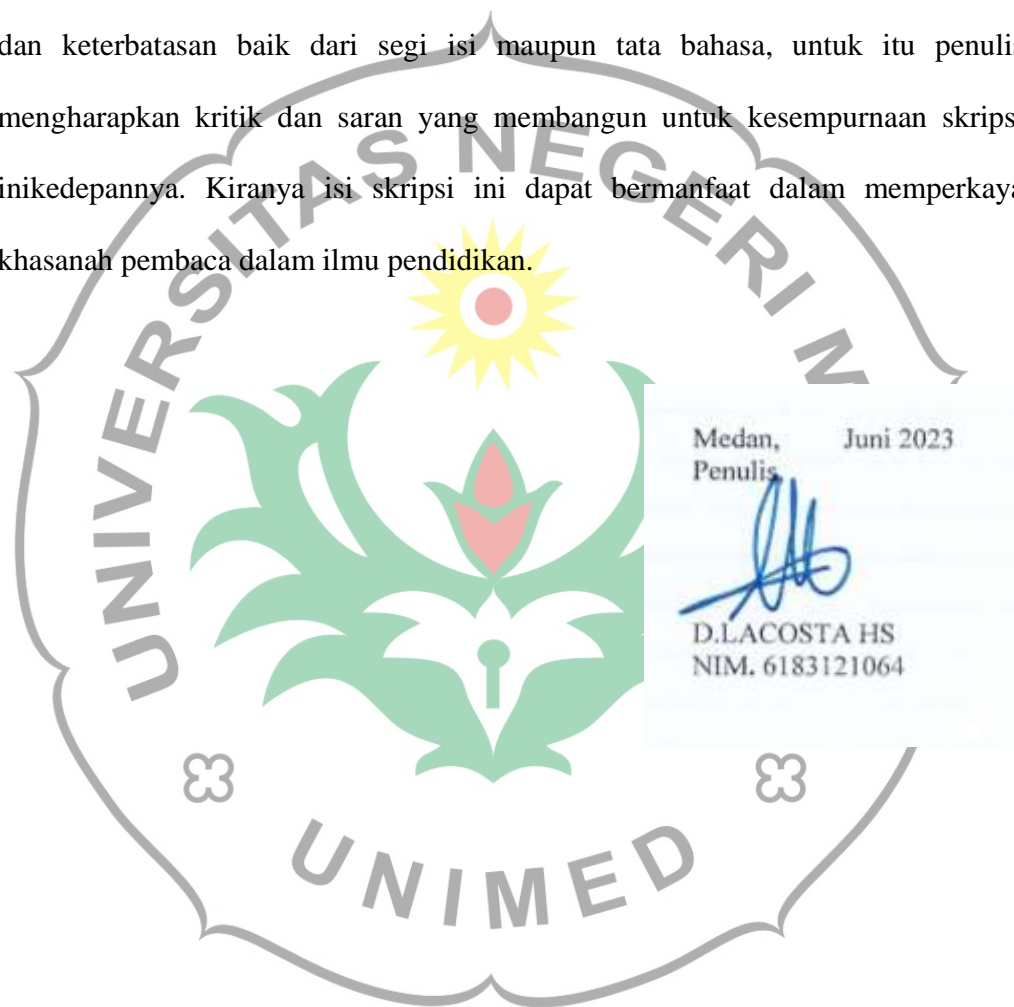 dan keterbatasan baik dari segi isi maupun tata bahasa, untuk itu penulis
mengharapkan kritik dan saran yang membangun untuk kesempurnaan skrips
inikedepannya. Kiranya isi skripsi ini dapat bermanfaat dalam memperkaya
khasanah pembaca dalam ilmu pendidikan.
UNIVERSITAS NEGERI M
Medan, Juni 2023
Penulis,
D.LACOSTA HS
NIM. 6183121064
UNIMED